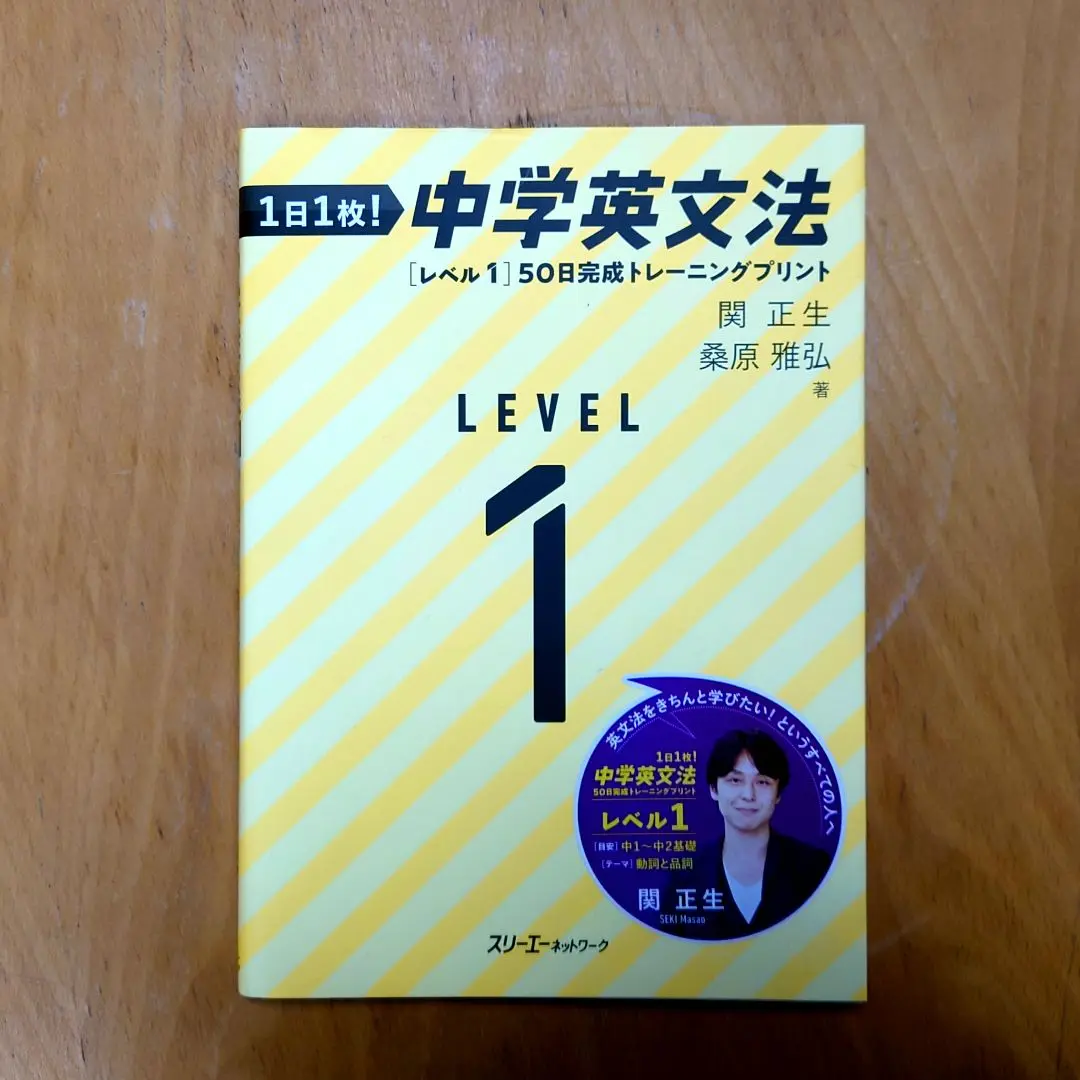 1日1枚!
中学英文法
[レベル1]50日完成トレーニングプリント
関 正生
桑原 雅弘
著
LEVEL
1
英文法をきちんと学びたい!というすべての人へ
1日1枚!
中学英文法
50日完成トレーニングプリント
レベル1
[目安]中1〜中2基礎
[テーマ]動詞と品詞
関 正生
SEKI Masao
スリーエーネットワーク